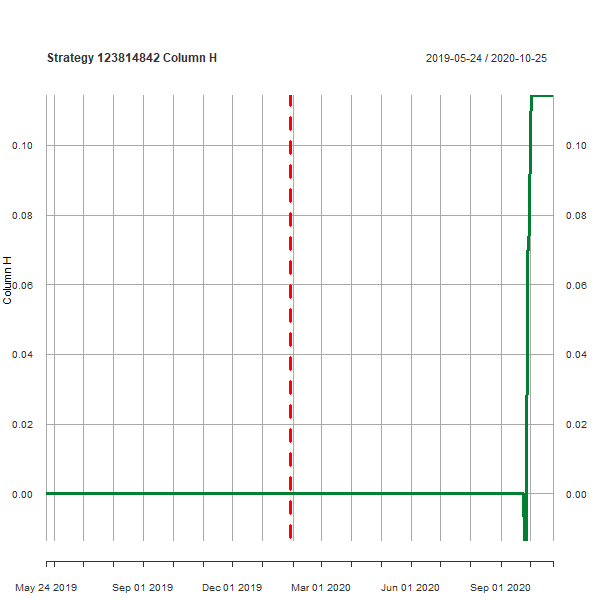 Strategy 123814842 Column H
2019-05-24 / 2020-10-25
0.10
0.10
0.08
0.08
0.06
0.06
0.04
0.04
0.02
0.02
0.00
0.00
Column H
May 24 2019
Sep 01 2019
Dec 01 2019
Mar 01 2020
Jun 01 2020
Sep 01 2020